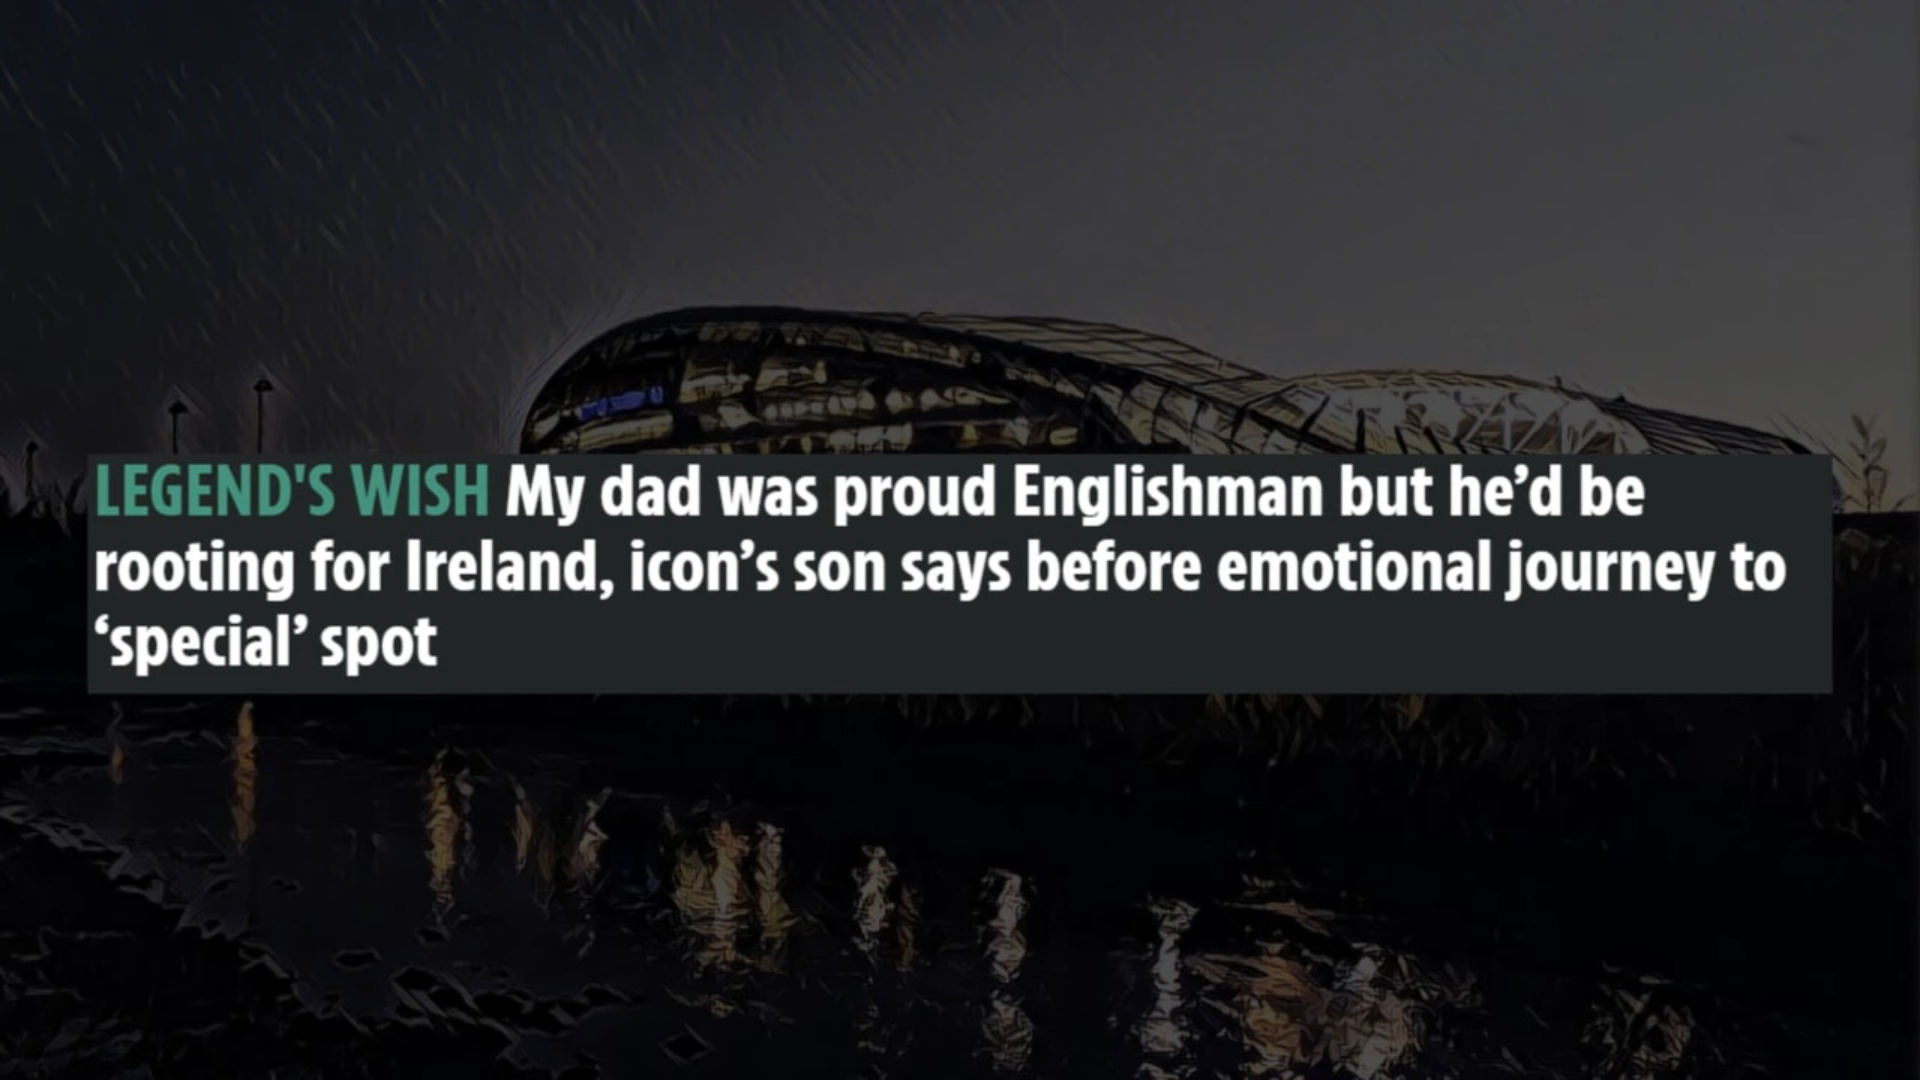 LEGEND'S WISH My dad was proud Englishman but he’d be
rooting for Ireland, icon’s son says before emotional journey to
‘special’ spot